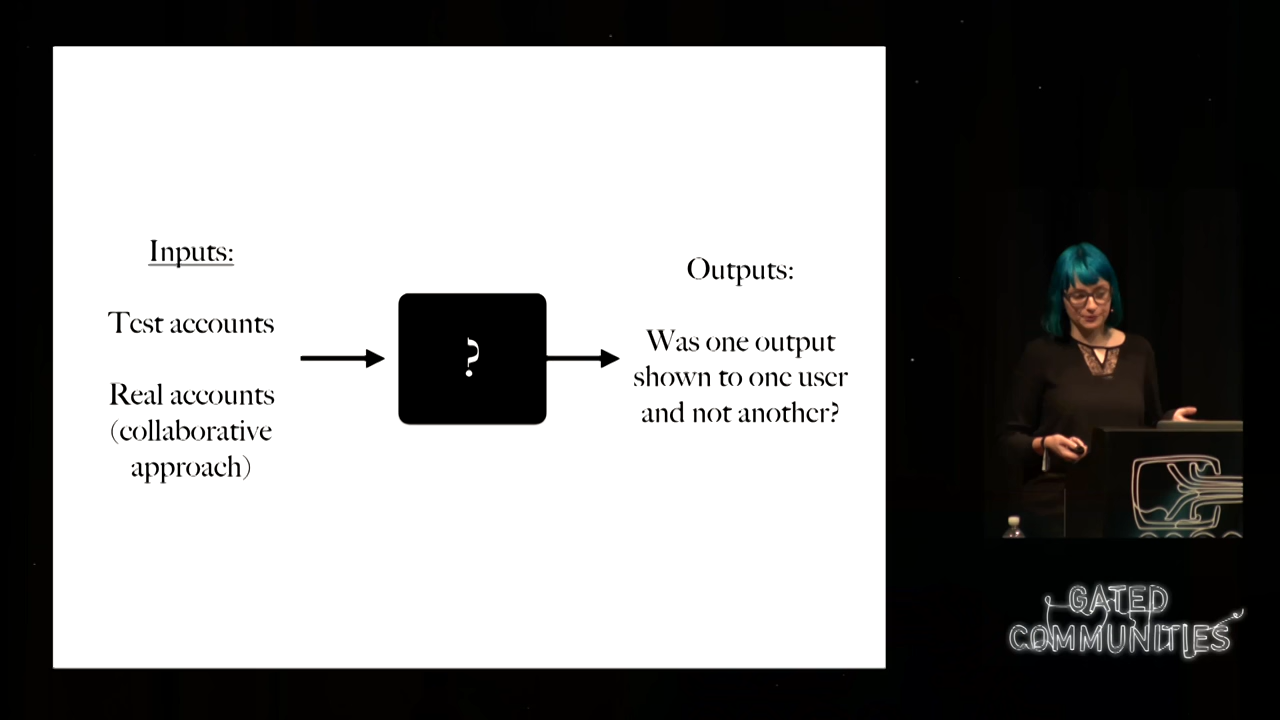 Inputs:
Test accounts
Real accounts
(collaborative
approach)
?
Outputs:
Was one output
shown to one user
and not another?
GATED
COMMUNITIES